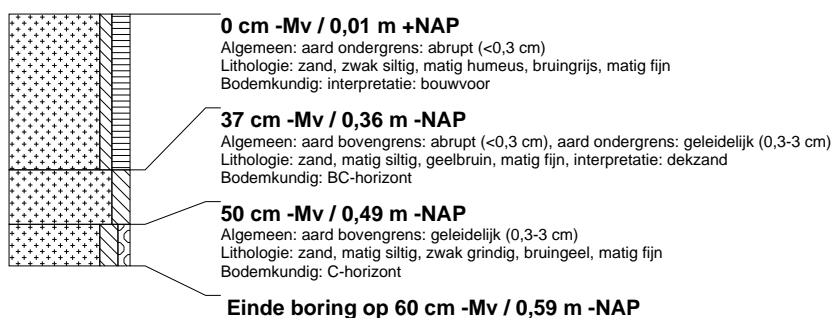 0 cm -Mv / 0,01 m +NAP
Algemeen: aard ondergrens: abrupt (<0,3 cm)
Lithologie: zand, zwak siltig, matig humeus, bruingrijs, matig fijn
Bodemkundig: interpretatie: bouwvoor
37 cm -Mv / 0,36 m -NAP
Algemeen: aard bovengrens: abrupt (<0,3 cm), aard ondergrens: geleidelijk (0,3-3 cm)
Lithologie: zand, matig siltig, geelbruin, matig fijn, interpretatie: dekzand
Bodemkundig: BC-horizont
50 cm -Mv / 0,49 m -NAP
Algemeen: aard bovengrens: geleidelijk (0,3-3 cm)
Lithologie: zand, matig siltig, zwak grindig, bruingeel, matig fijn
Bodemkundig: C-horizont
Einde boring op 60 cm -Mv / 0,59 m -NAP